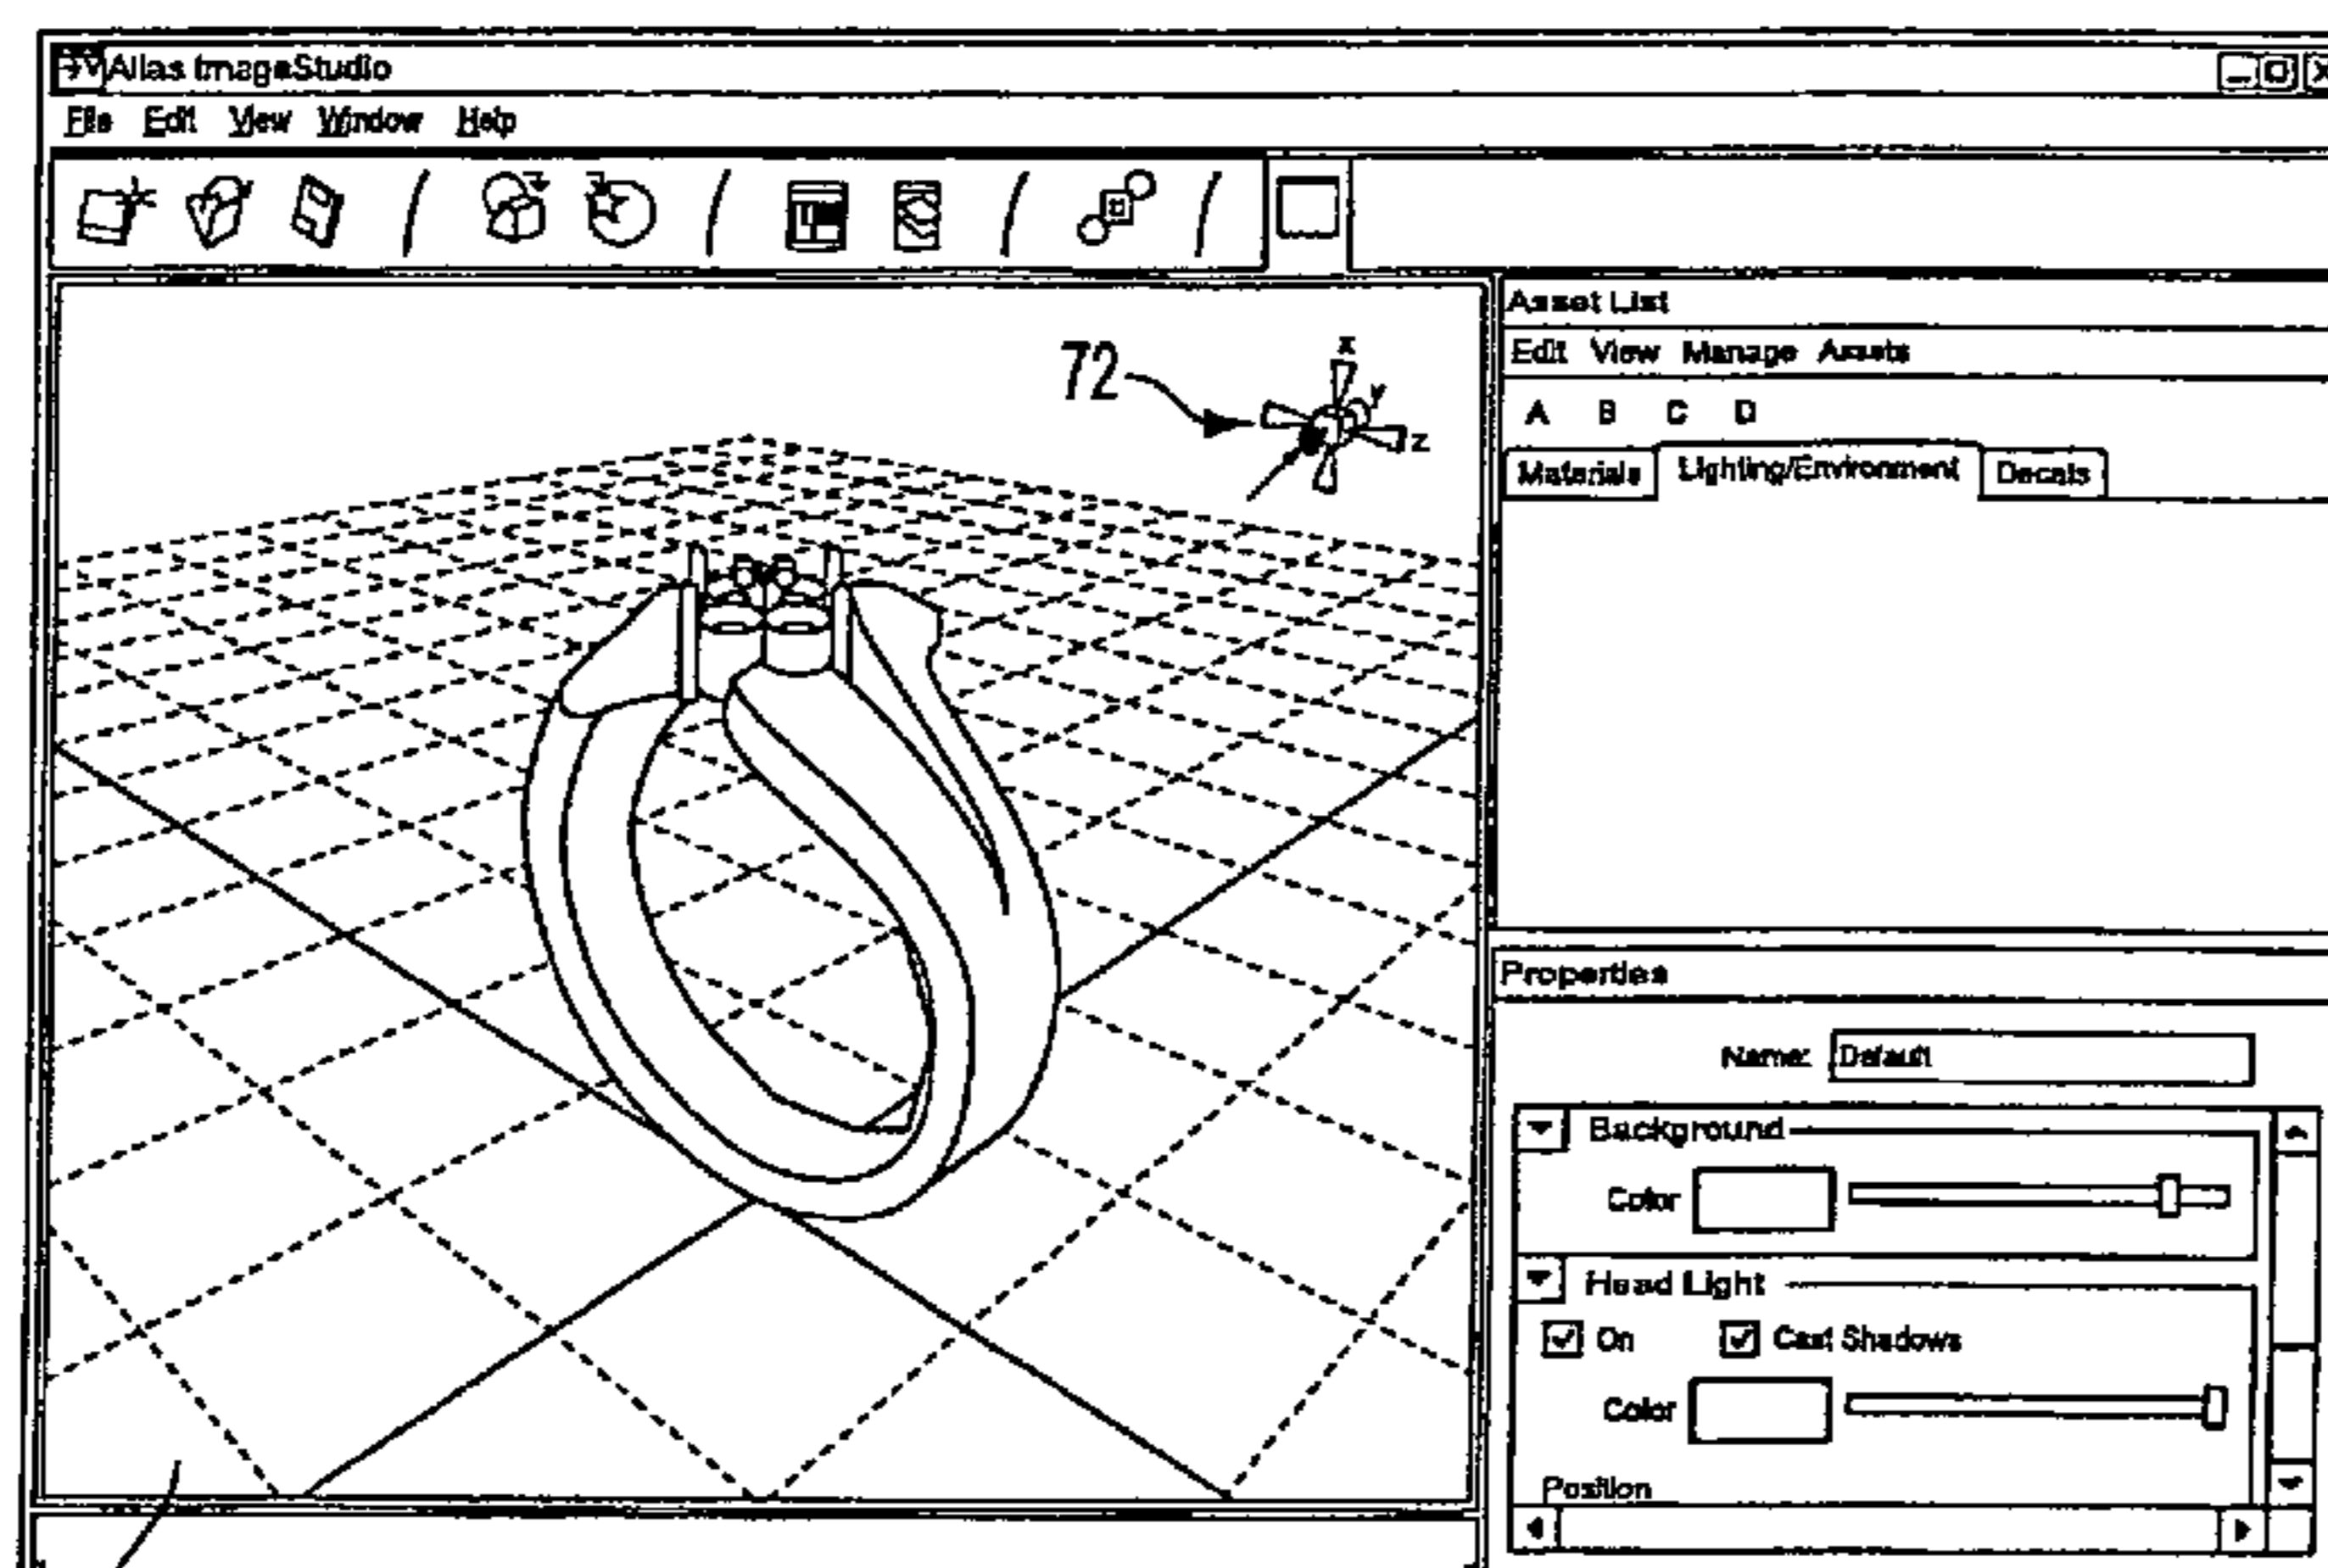 Alias ImageStudio
File Edit View Window Help
Asset List
Edit View Manage Assets
A B C D
Materials Lighting/Environment Decals
72
x
y
z
Properties
Name: Default
Background
Color
Head Light
On Cast Shadows
Color
Position